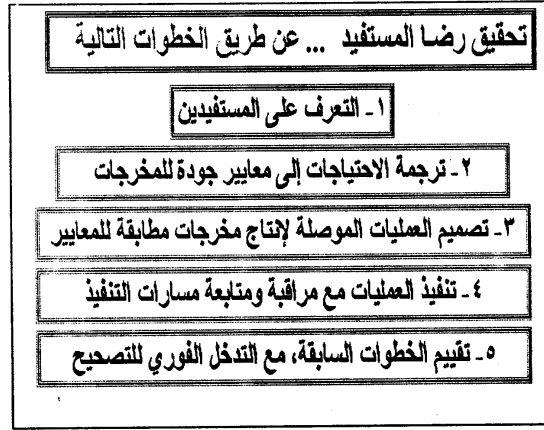 تحقيق رضا المستفيد ... عن طريق الخطوات التالية
١- التعرف على المستفيدين
٢- ترجمة الاحتياجات إلى معايير جودة للمخرجات
٣- تصميم العمليات الموصلة لإنتاج مخرجات مطابقة للمعايير
٤- تنفيذ العمليات مع مراقبة ومتابعة مسارات التنفيذ
٥- تقييم الخطوات السابقة، مع التدخل الفوري للتصحيح